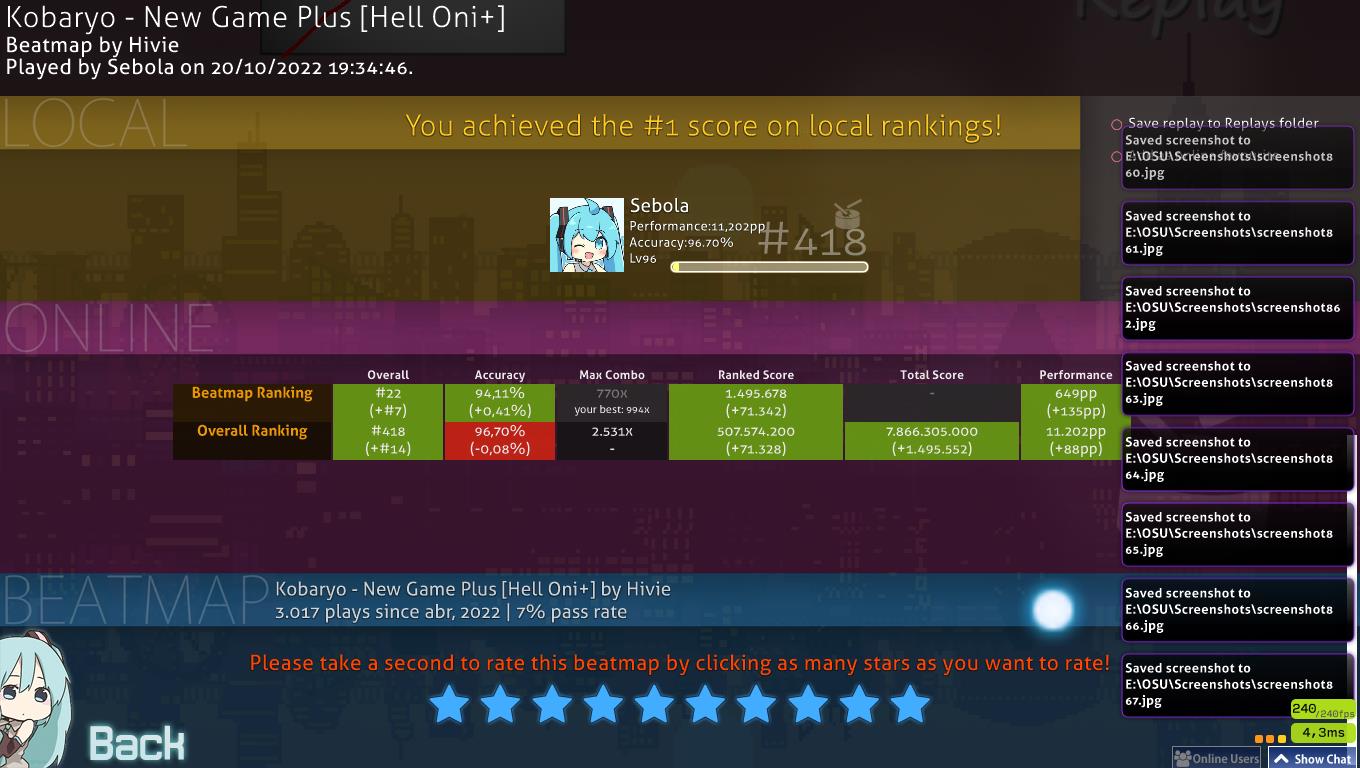 Kobaryo - New Game Plus [Hell Oni+]
Replay
Beatmap by Hivie
Played by Sebola on 20/10/2022 19:34:46.
LOCAL
You achieved the #1 score on local rankings!
Save replay to Replays folder
Saved screenshot to
E:\OSU\Screenshots\screenshot8
60.jpg
Sebola
Performance:11,202pp
Accuracy:96.70%
Lv96
#418
Saved screenshot to
E:\OSU\Screenshots\screenshot8
61.jpg
Saved screenshot to
E:\OSU\Screenshots\screenshot86
2.jpg
ONLINE
Overall Accuracy Max Combo Ranked Score Total Score Performance
Beatmap Ranking #22 94,11% 770x 1.495.678 - 649pp
(+#7) (+0,41%) your best: 994x (+71.342) (+135pp)
Overall Ranking #418 96,70% 2.531x 507.574.200 7.866.305.000 11.202pp
(+#14) (-0,08%) - (+71.328) (+1.495.552) (+88pp)
Saved screenshot to
E:\OSU\Screenshots\screenshot8
63.jpg
Saved screenshot to
E:\OSU\Screenshots\screenshot8
64.jpg
Saved screenshot to
E:\OSU\Screenshots\screenshot8
65.jpg
BEATMAP
Kobaryo - New Game Plus [Hell Oni+] by Hivie
3.017 plays since abr, 2022 | 7% pass rate
Saved screenshot to
E:\OSU\Screenshots\screenshot8
66.jpg
Please take a second to rate this beatmap by clicking as many stars as you want to rate!
Saved screenshot to
E:\OSU\Screenshots\screenshot8
67.jpg
Back
240/240fps
4,3ms
Online Users
Show Chat